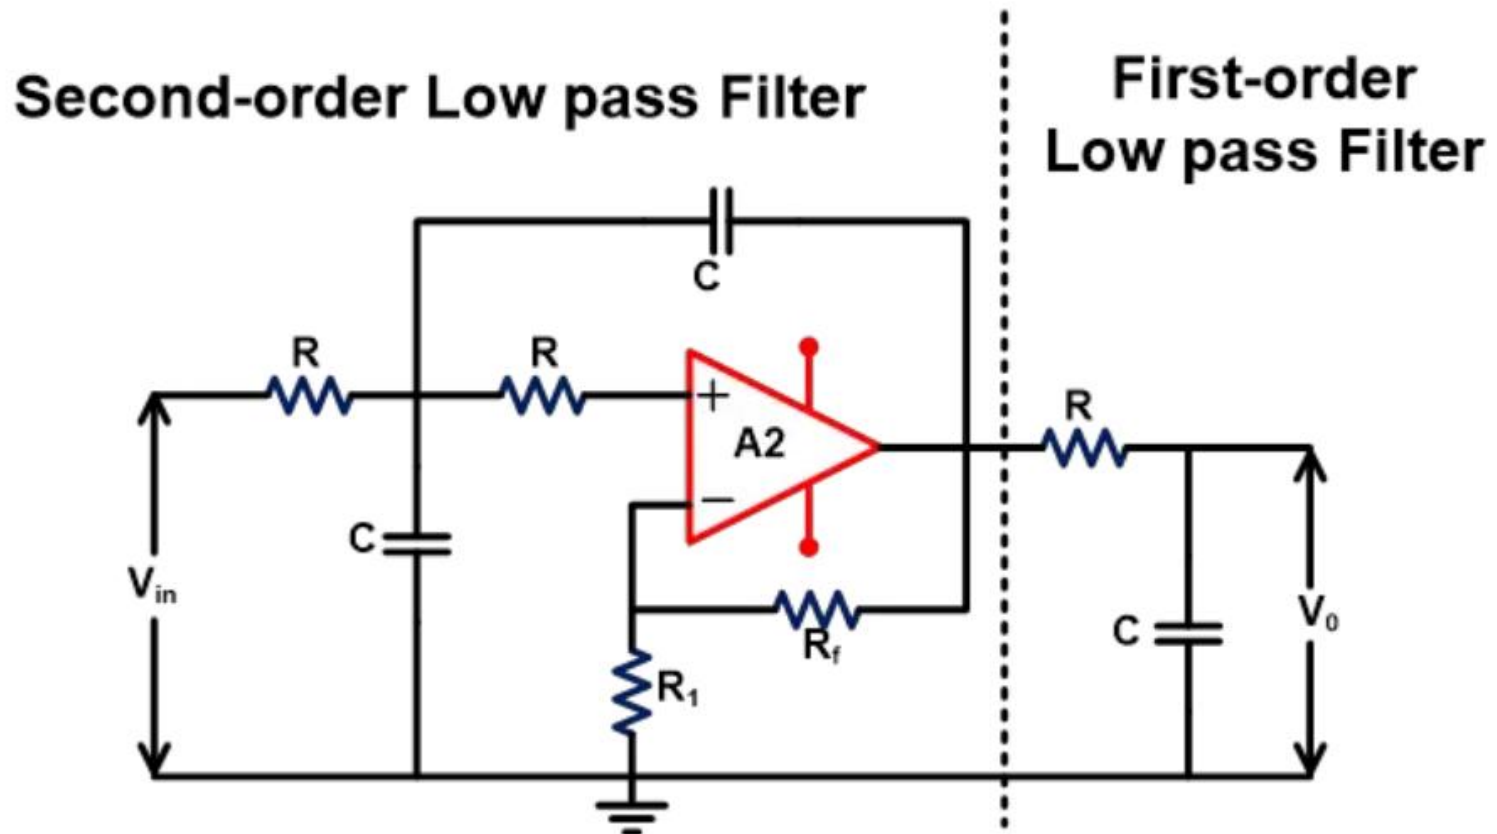 Second-order Low pass Filter
First-order
Low pass Filter
C
R
R
+
A2
−
R
C
Vin
Rf
R1
C
V0